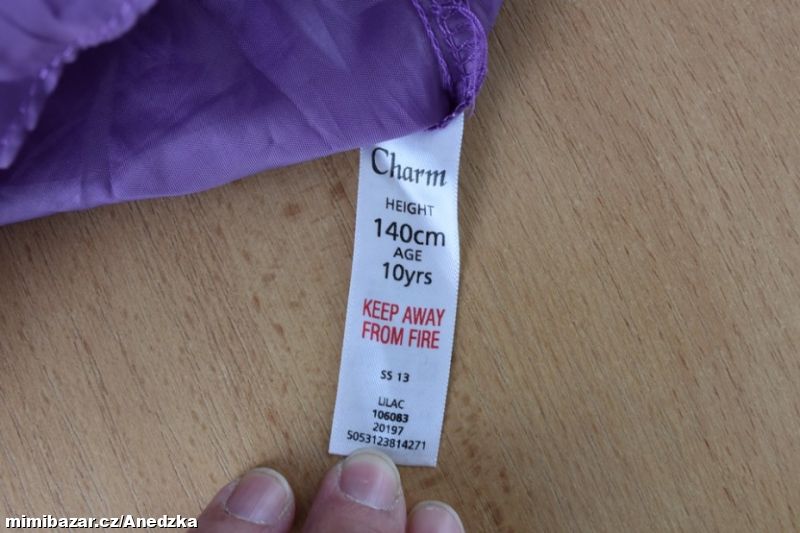 Charm
HEIGHT
140cm
AGE
10yrs
KEEP AWAY
FROM FIRE
SS 13
LILAC
106083
20197
5053123814271
mimibazar.cz/Anedzka